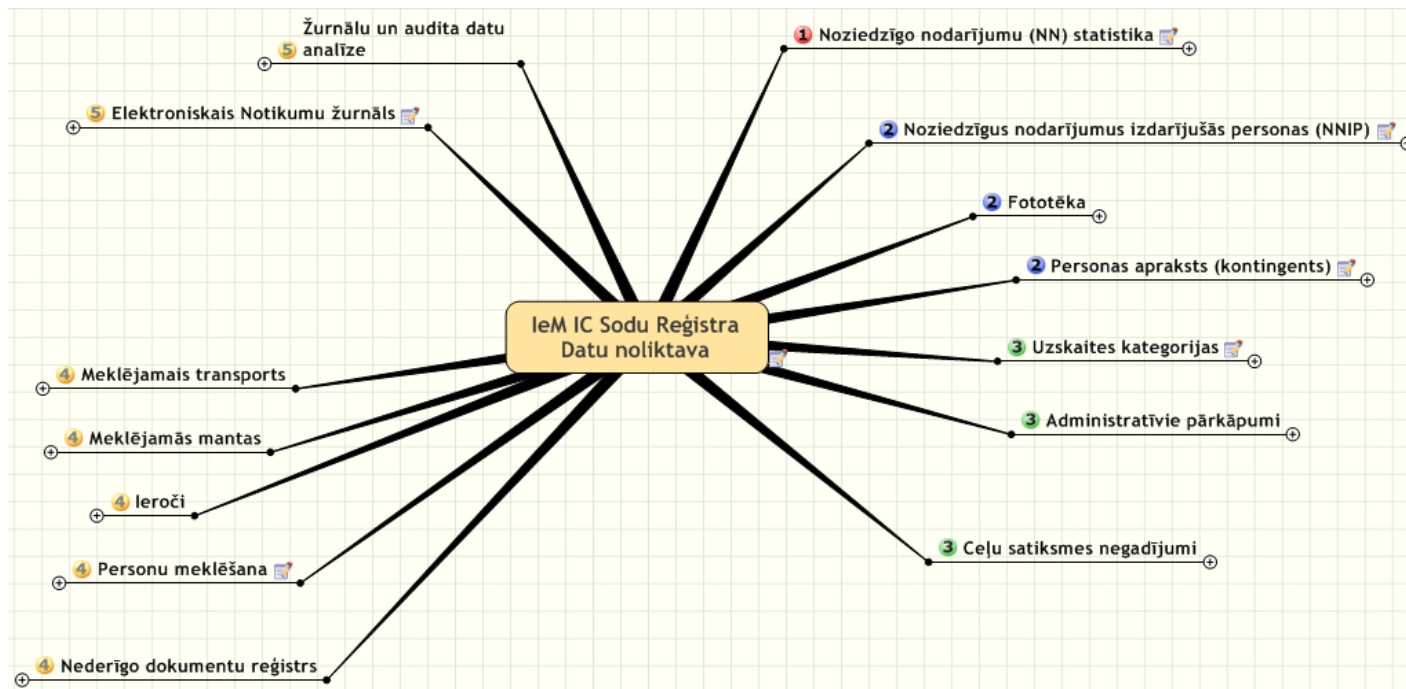 IeM IC Sodu Reģistra
Datu noliktava
1 Noziedzīgo nodarījumu (NN) statistika
2 Noziedzīgus nodarījumus izdarījušās personas (NNIP)
2 Fototēka
2 Personas apraksts (kontingents)
3 Uzskaites kategorijas
3 Administratīvie pārkāpumi
3 Ceļu satiksmes negadījumi
Žurnālu un audita datu
5 analīze
5 Elektroniskais Notikumu žurnāls
4 Meklējamais transports
4 Meklējamās mantas
4 Ieroči
4 Personu meklēšana
4 Nederīgo dokumentu reģistrs